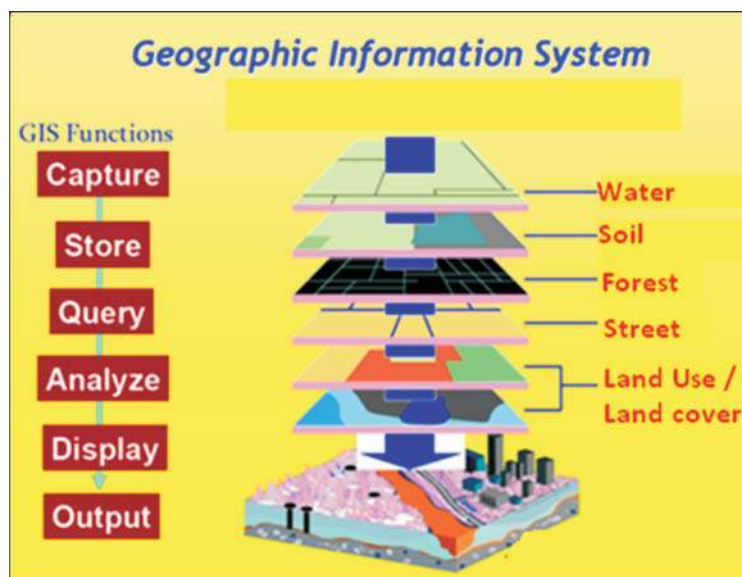 Geographic Information System
GIS Functions
Capture
Store
Query
Analyze
Display
Output
Water
Soil
Forest
Street
Land Use /
Land cover